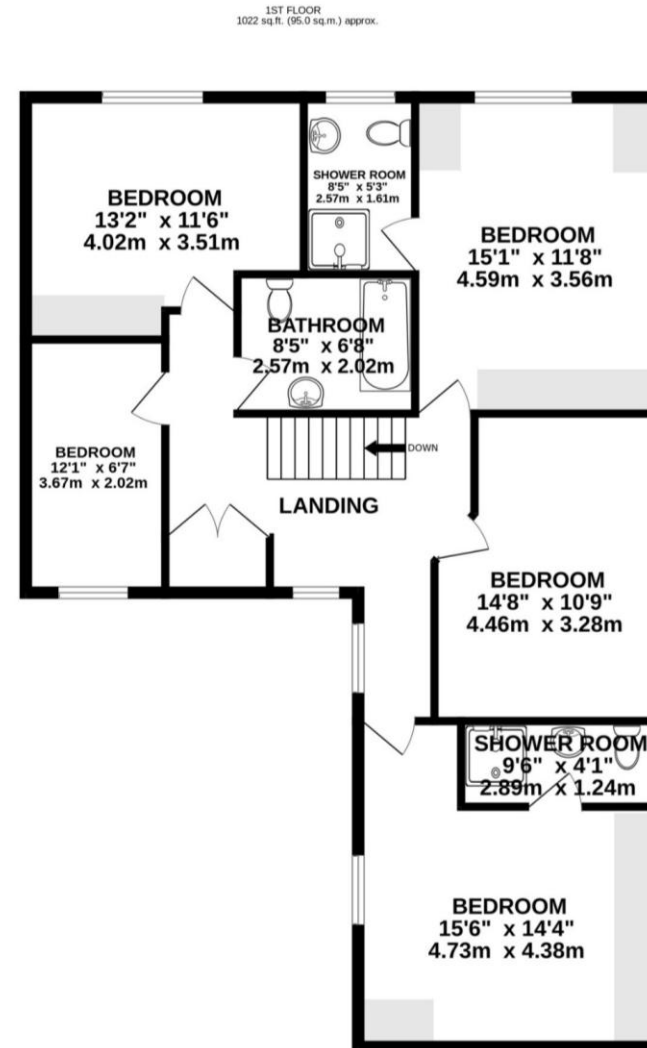 1ST FLOOR
1022 sq.ft. (95.0 sq.m.) approx.
BEDROOM
13'2" x 11'6"
4.02m x 3.51m
SHOWER ROOM
8'5" x 5'3"
2.57m x 1.61m
BEDROOM
15'1" x 11'8"
4.59m x 3.56m
BATHROOM
8'5" x 6'8"
2.57m x 2.02m
BEDROOM
12'1" x 6'7"
3.67m x 2.02m
DOWN
LANDING
BEDROOM
14'8" x 10'9"
4.46m x 3.28m
SHOWER ROOM
9'6" x 4'1"
2.89m x 1.24m
BEDROOM
15'6" x 14'4"
4.73m x 4.38m